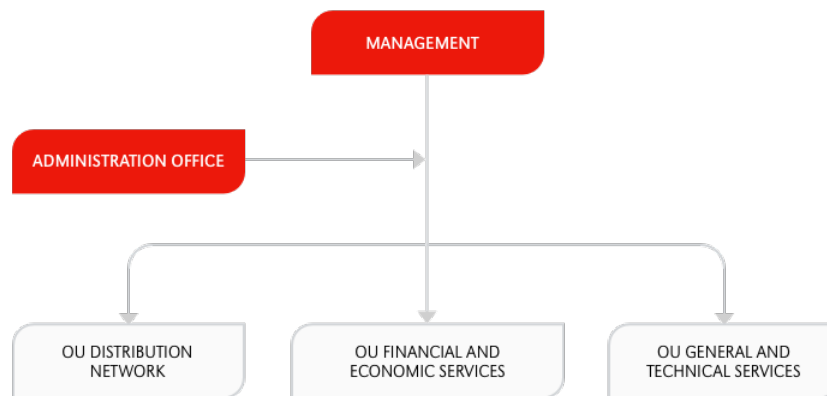 MANAGEMENT
ADMINISTRATION OFFICE
OU DISTRIBUTION
NETWORK
OU FINANCIAL AND
ECONOMIC SERVICES
OU GENERAL AND
TECHNICAL SERVICES